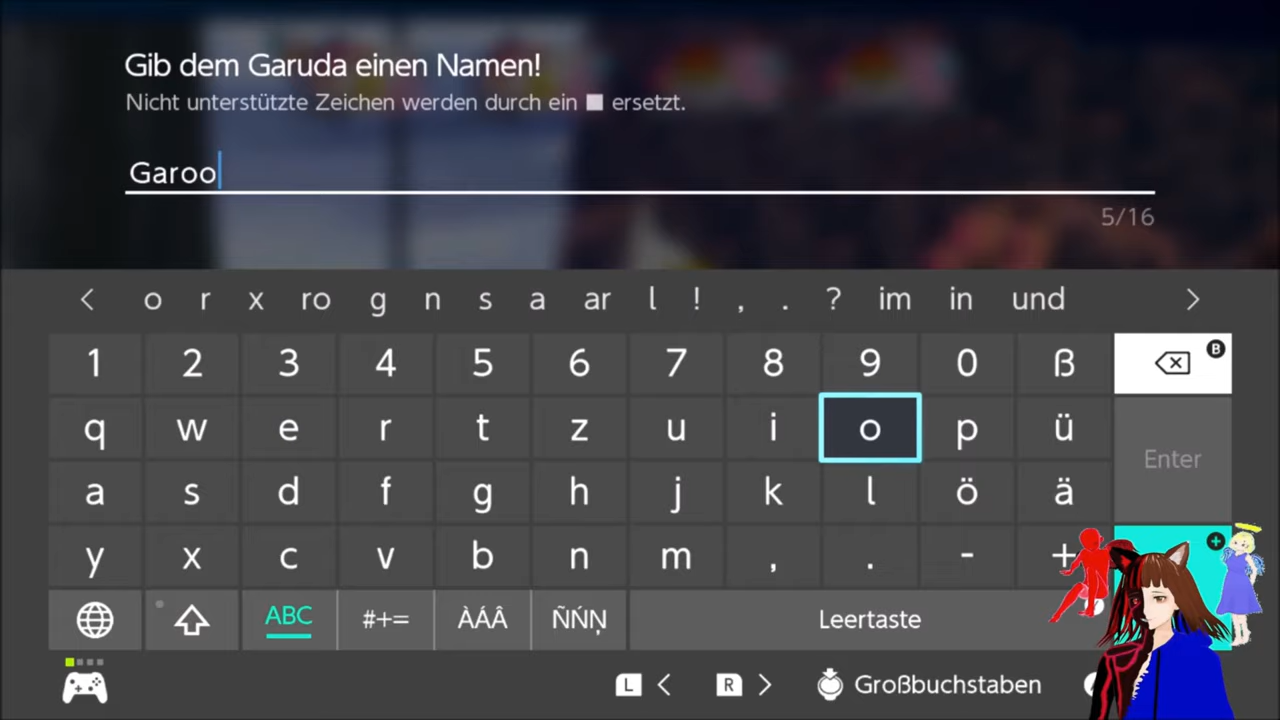 Gib dem Garuda einen Namen!
Nicht unterstützte Zeichen werden durch ein ■ ersetzt.
Garoo
5/16
< o r x ro g n s a ar l ! , . ? im in und >
1 2 3 4 5 6 7 8 9 0 ß B
q w e r t z u i o p ü
Enter
a s d f g h j k l ö ä
y x c v b n m , . - + +
ABC #+= ÀÁÂ ÑŃŅ Leertaste
L < R > Großbuchstaben